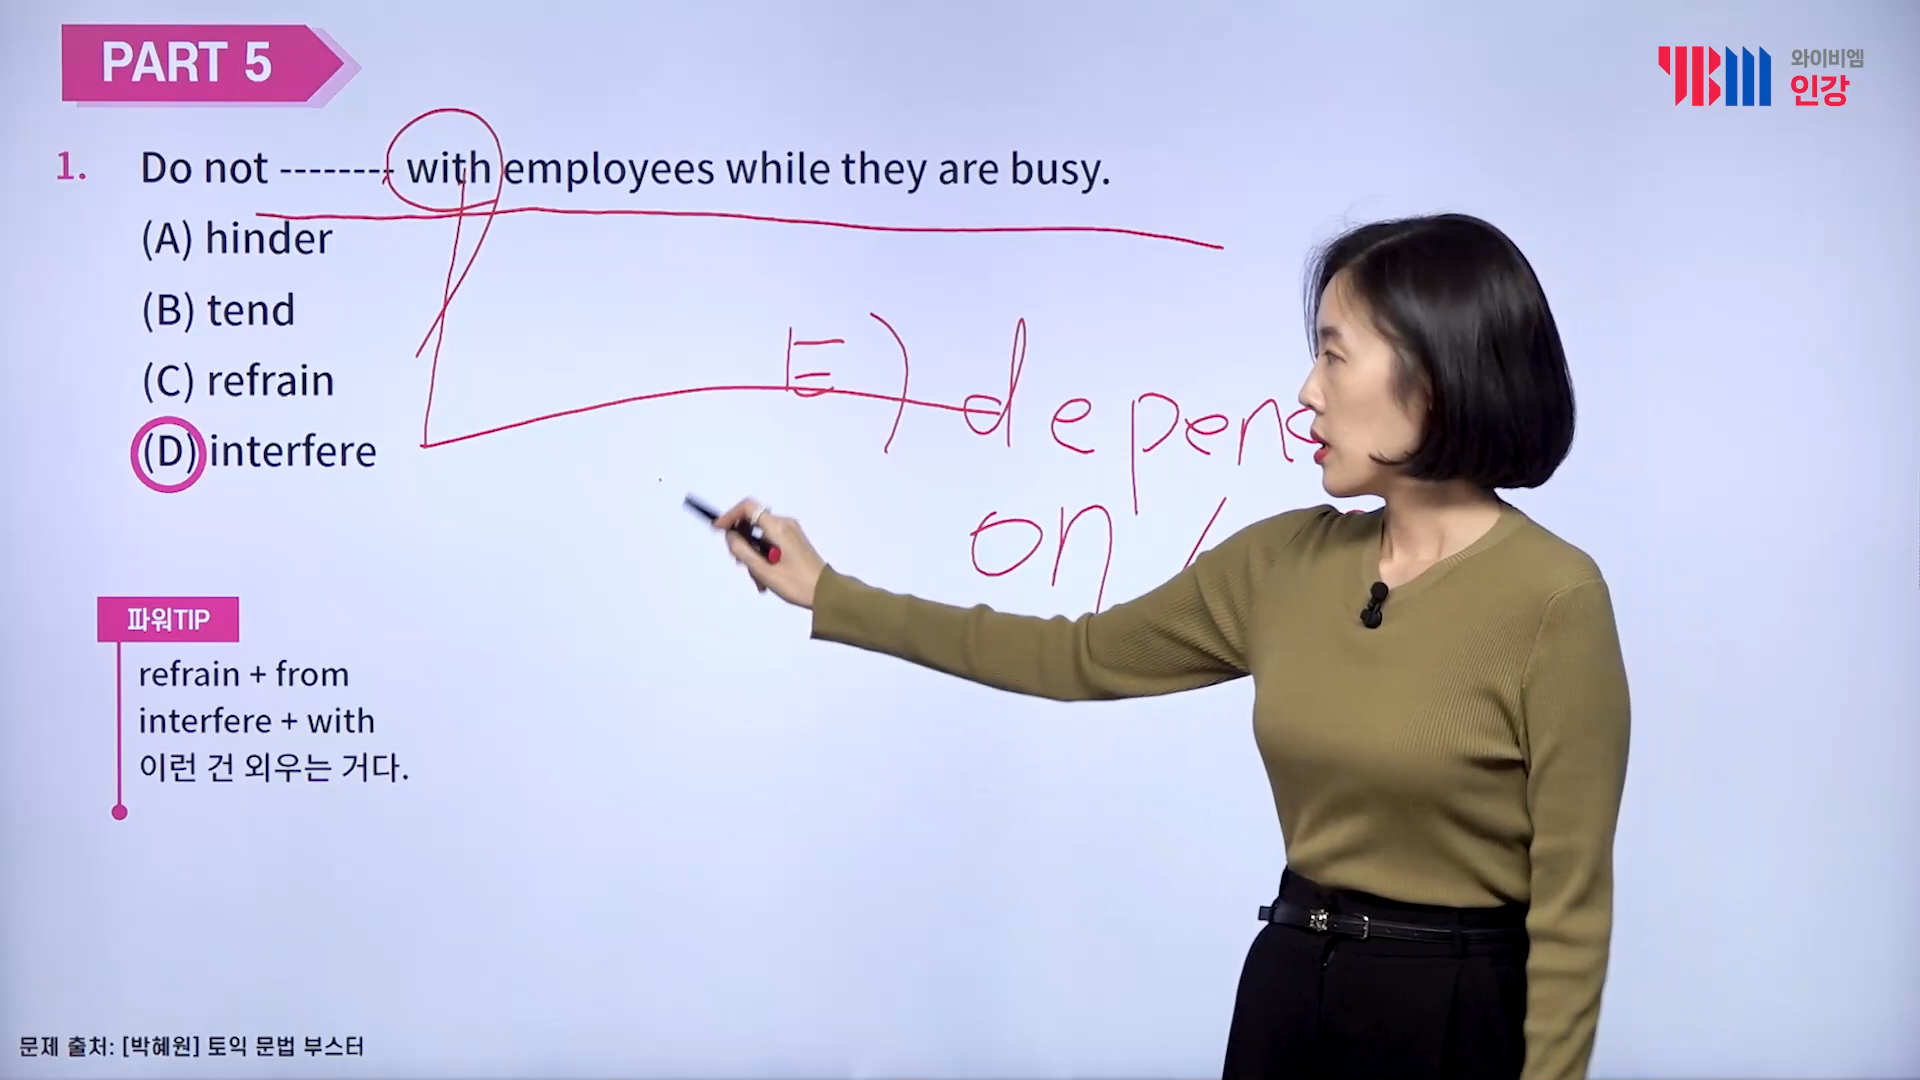 PART 5
YBM 와이비엠
인강
1. Do not -------- with employees while they are busy.
(A) hinder
(B) tend
(C) refrain
(D) interfere
E) depen
on /
파워TIP
refrain + from
interfere + with
이런 건 외우는 거다.
문제 출처: [박혜원] 토익 문법 부스터